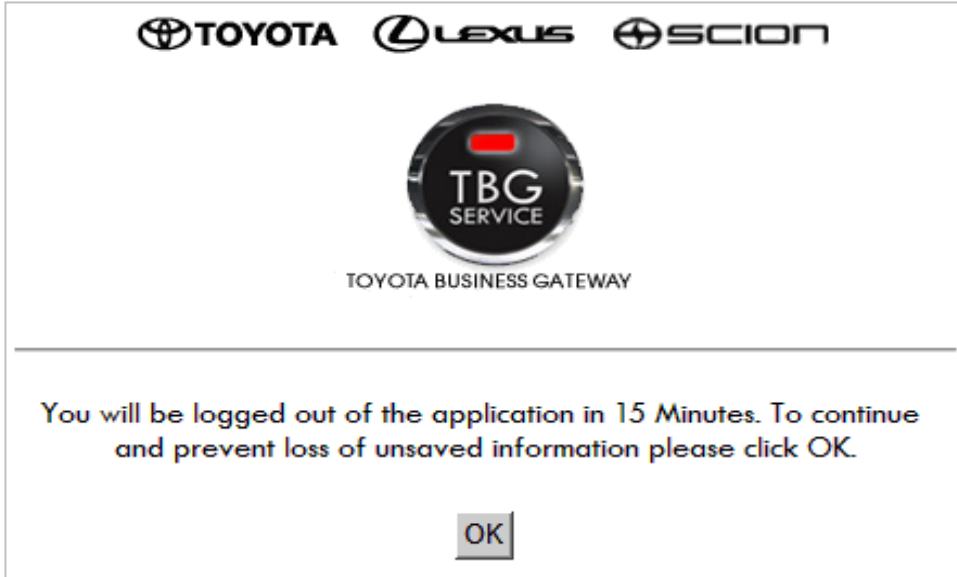 TOYOTA LEXUS SCION
TBG
SERVICE
TOYOTA BUSINESS GATEWAY
You will be logged out of the application in 15 Minutes. To continue
and prevent loss of unsaved information please click OK.
OK